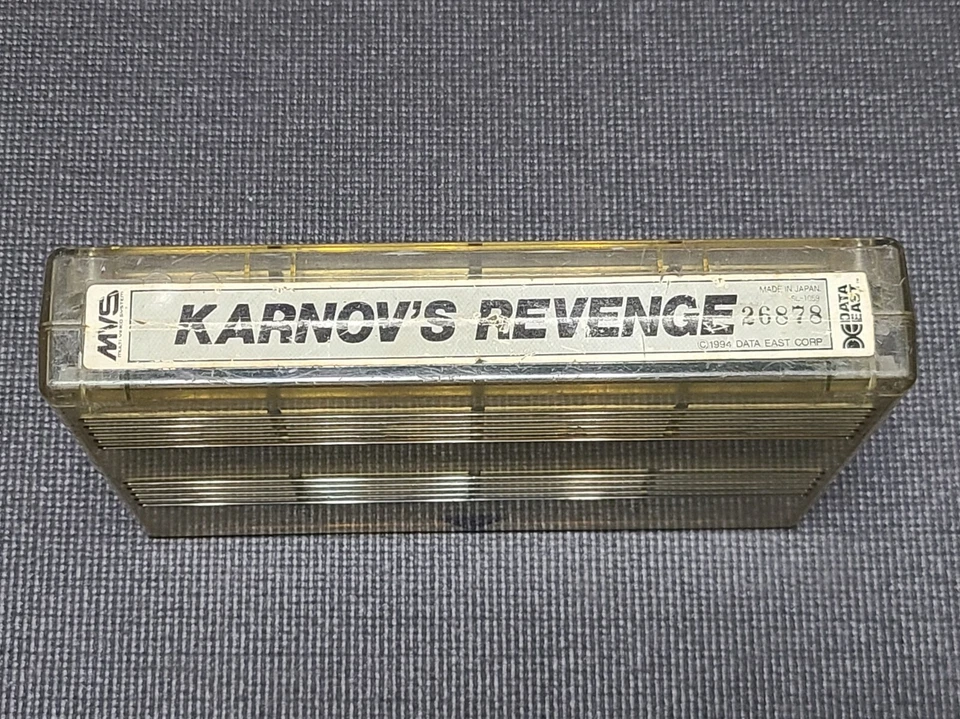 MVS
KARNOV'S REVENGE
MADE IN JAPAN
26878
(C)1994 DATA EAST CORP.
DATA
EAST